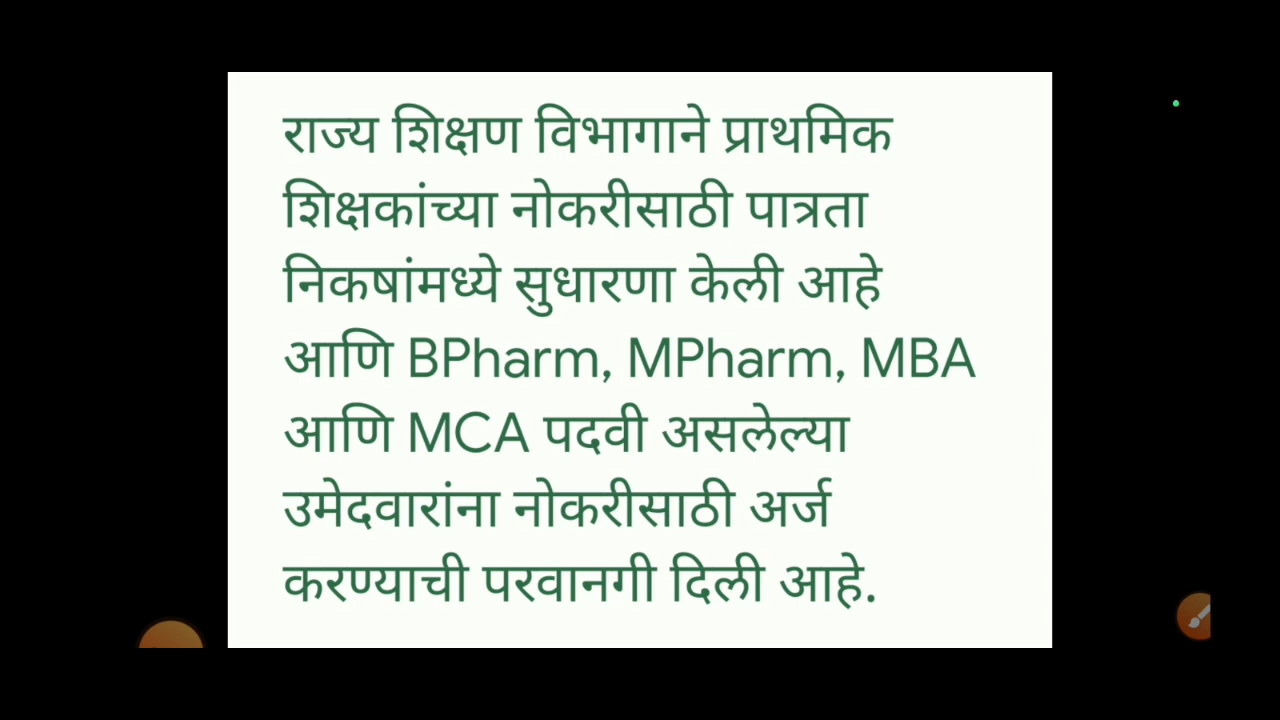 राज्य शिक्षण विभागाने प्राथमिक
शिक्षकांच्या नोकरीसाठी पात्रता
निकषांमध्ये सुधारणा केली आहे
आणि BPharm, MPharm, MBA
आणि MCA पदवी असलेल्या
उमेदवारांना नोकरीसाठी अर्ज
करण्याची परवानगी दिली आहे.